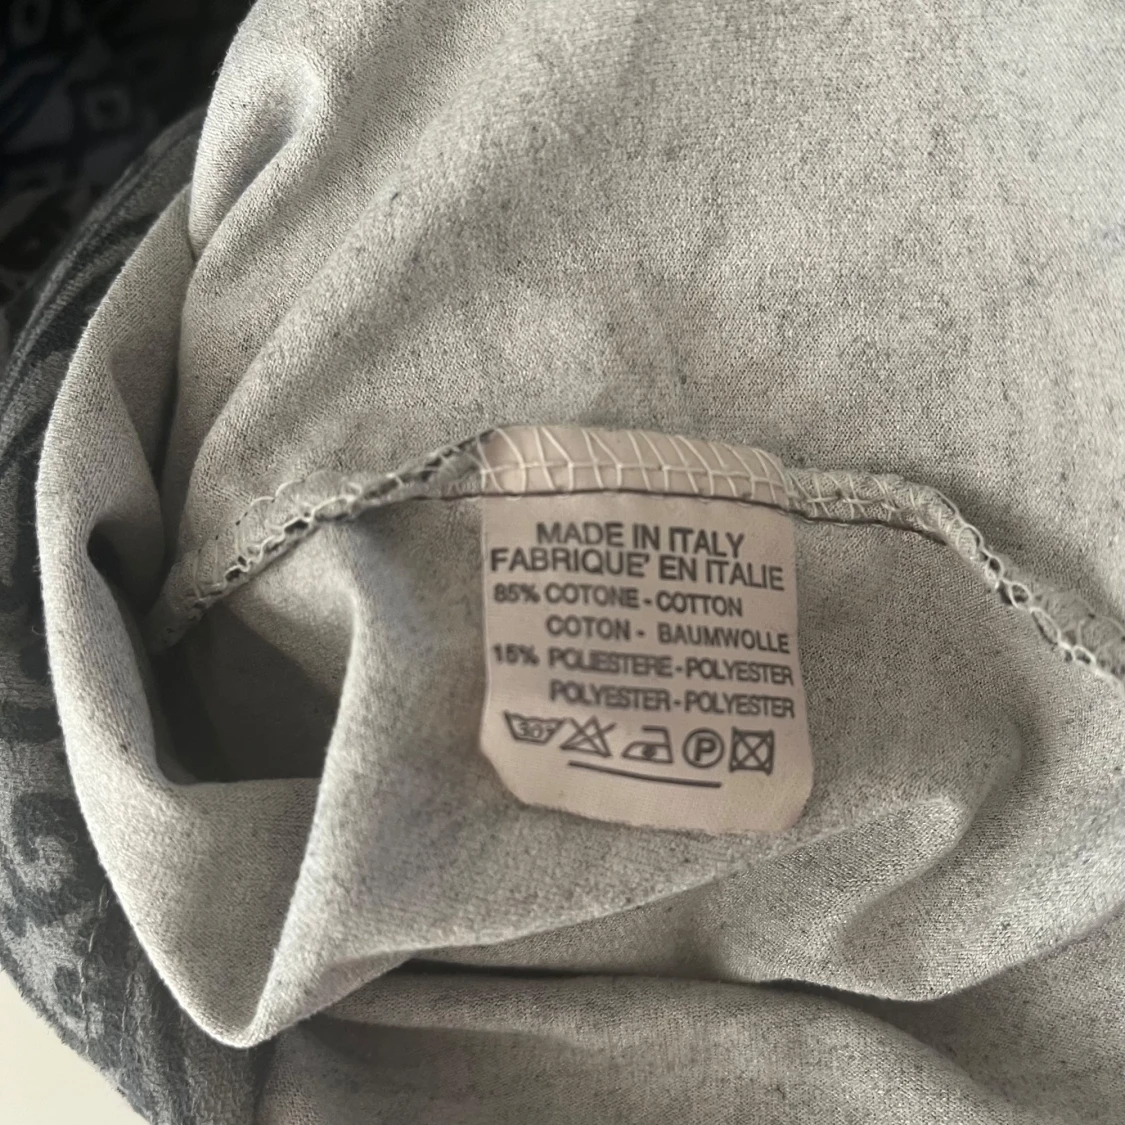 MADE IN ITALY
FABRIQUE' EN ITALIE
85% COTONE - COTTON
COTON - BAUMWOLLE
15% POLIESTERE - POLYESTER
POLYESTER - POLYESTER
30° P